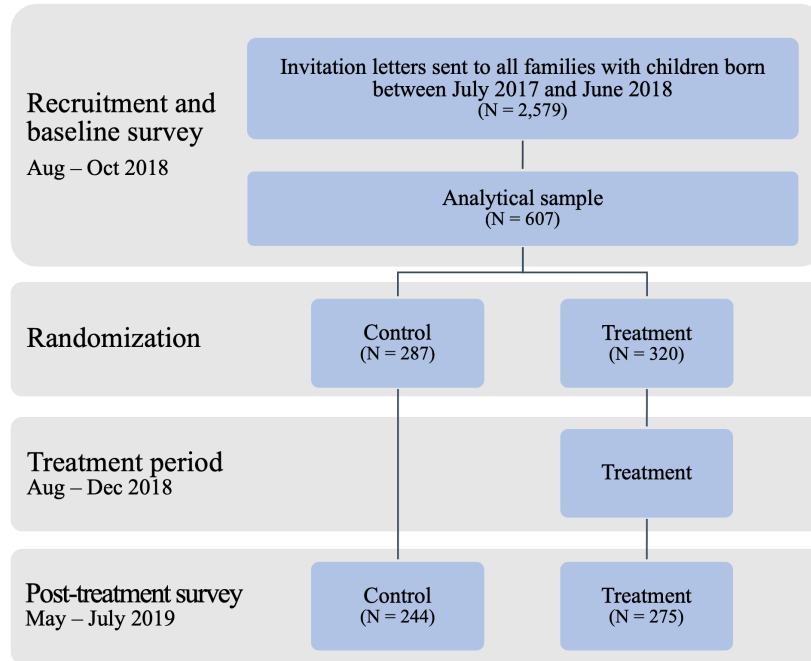 Recruitment and
baseline survey
Aug – Oct 2018
Invitation letters sent to all families with children born
between July 2017 and June 2018
(N = 2,579)
Analytical sample
(N = 607)
Randomization
Control
(N = 287)
Treatment
(N = 320)
Treatment period
Aug – Dec 2018
Treatment
Post-treatment survey
May – July 2019
Control
(N = 244)
Treatment
(N = 275)